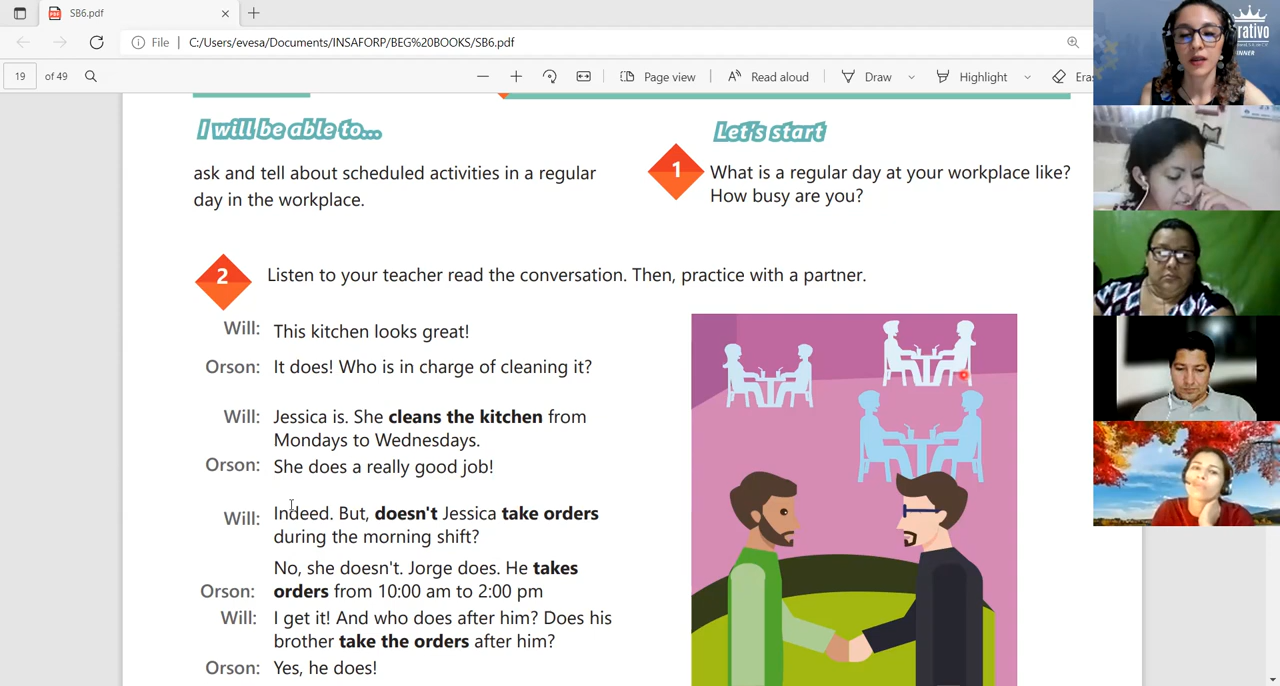 SB6.pdf
File
C:/Users/evesa/Documents/INSAFORP/BEG%20BOOKS/SB6.pdf
19 of 49
Page view
Read aloud
Draw
Highlight
Eras
rativo
NNER
I will be able to...
ask and tell about scheduled activities in a regular
day in the workplace.
Let's start
1
What is a regular day at your workplace like?
How busy are you?
2
Listen to your teacher read the conversation. Then, practice with a partner.
Will: This kitchen looks great!
Orson: It does! Who is in charge of cleaning it?
Will: Jessica is. She cleans the kitchen from
Mondays to Wednesdays.
Orson: She does a really good job!
Will: Indeed. But, doesn't Jessica take orders
during the morning shift?
No, she doesn't. Jorge does. He takes
Orson: orders from 10:00 am to 2:00 pm
Will: I get it! And who does after him? Does his
brother take the orders after him?
Orson: Yes, he does!